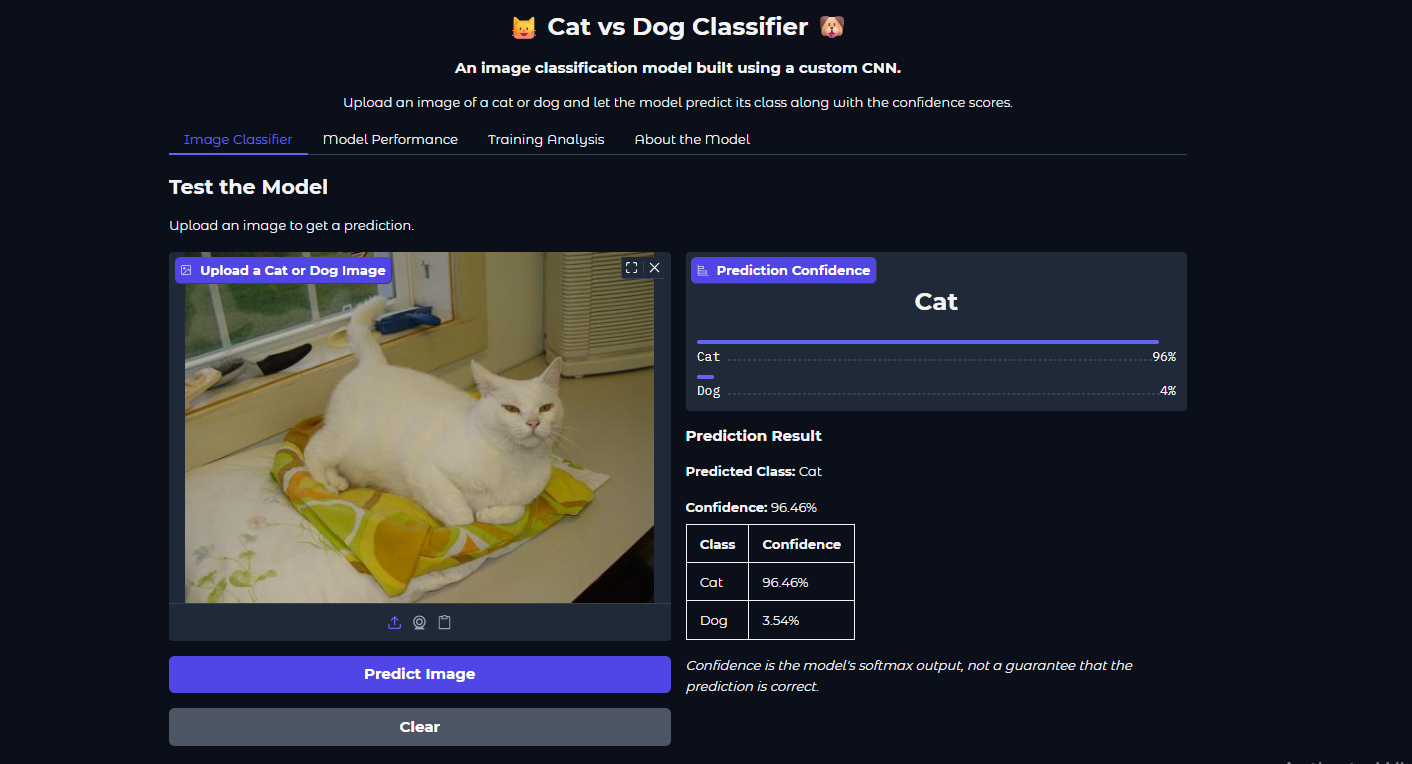 Cat vs Dog Classifier
An image classification model built using a custom CNN.
Upload an image of a cat or dog and let the model predict its class along with the confidence scores.
Image Classifier Model Performance Training Analysis About the Model
Test the Model
Upload an image to get a prediction.
Upload a Cat or Dog Image
Predict Image
Clear
Prediction Confidence
Cat
Cat 96%
Dog 4%
Prediction Result
Predicted Class: Cat
Confidence: 96.46%
Class Confidence
Cat 96.46%
Dog 3.54%
Confidence is the model's softmax output, not a guarantee that the
prediction is correct.